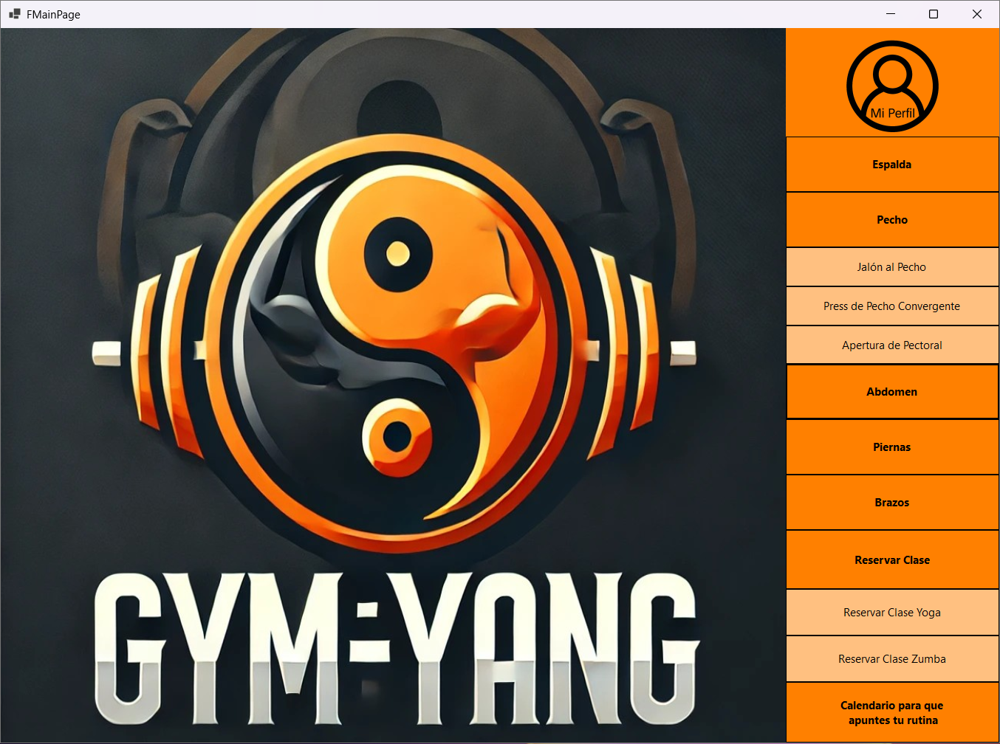 FMainPage
Mi Perfil
Espalda
Pecho
Jalón al Pecho
Press de Pecho Convergente
Apertura de Pectoral
Abdomen
Piernas
Brazos
Reservar Clase
Reservar Clase Yoga
Reservar Clase Zumba
Calendario para que
apuntes tu rutina
GYM=YANG